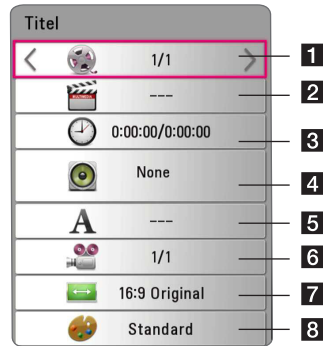 Titel
1/1 1
--- 2
0:00:00/0:00:00 3
None 4
A --- 5
1/1 6
16:9 Original 7
Standard 8